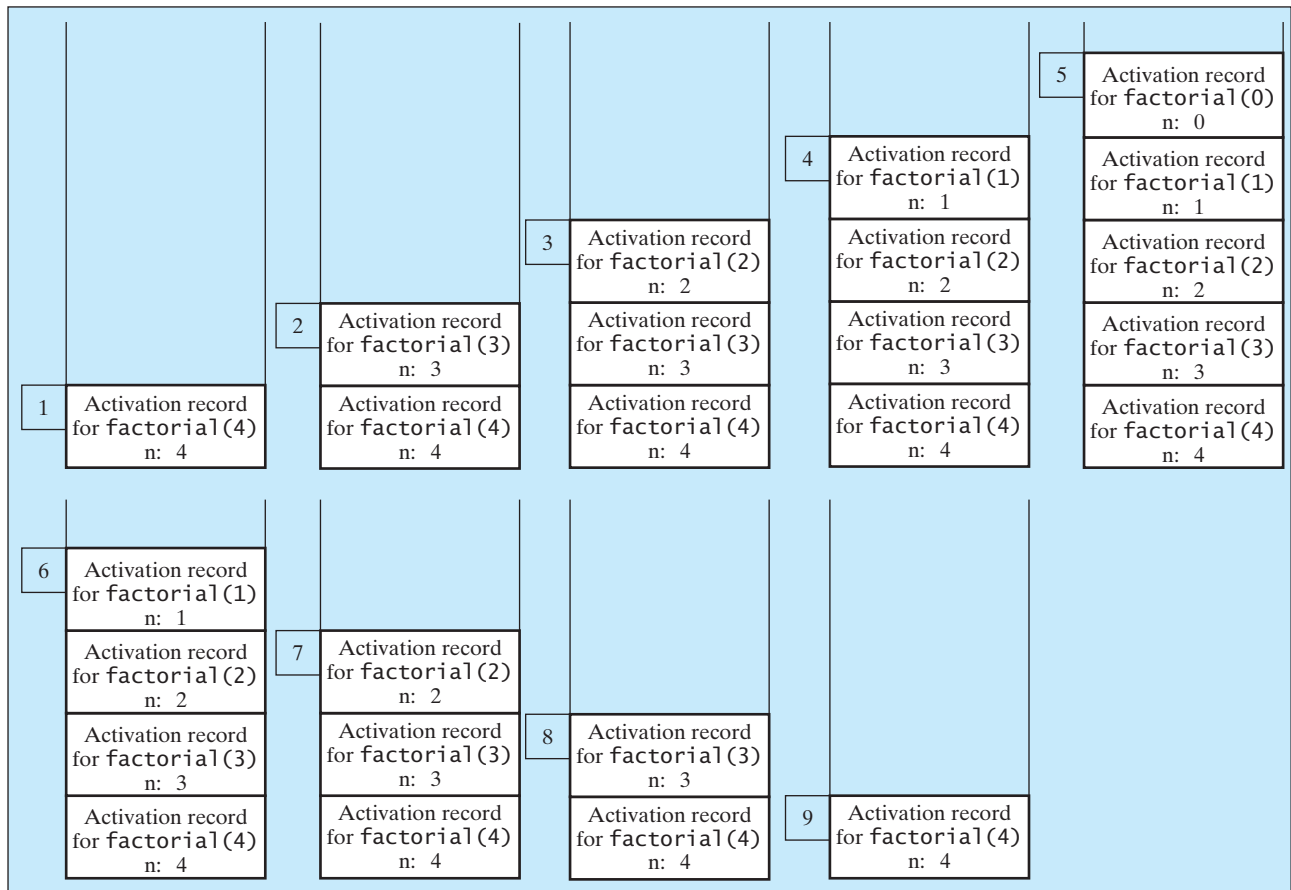 1
Activation record
for factorial(4)
n: 4
2
Activation record
for factorial(3)
n: 3
Activation record
for factorial(4)
n: 4
3
Activation record
for factorial(2)
n: 2
Activation record
for factorial(3)
n: 3
Activation record
for factorial(4)
n: 4
4
Activation record
for factorial(1)
n: 1
Activation record
for factorial(2)
n: 2
Activation record
for factorial(3)
n: 3
Activation record
for factorial(4)
n: 4
5
Activation record
for factorial(0)
n: 0
Activation record
for factorial(1)
n: 1
Activation record
for factorial(2)
n: 2
Activation record
for factorial(3)
n: 3
Activation record
for factorial(4)
n: 4
6
Activation record
for factorial(1)
n: 1
Activation record
for factorial(2)
n: 2
Activation record
for factorial(3)
n: 3
Activation record
for factorial(4)
n: 4
7
Activation record
for factorial(2)
n: 2
Activation record
for factorial(3)
n: 3
Activation record
for factorial(4)
n: 4
8
Activation record
for factorial(3)
n: 3
Activation record
for factorial(4)
n: 4
9
Activation record
for factorial(4)
n: 4